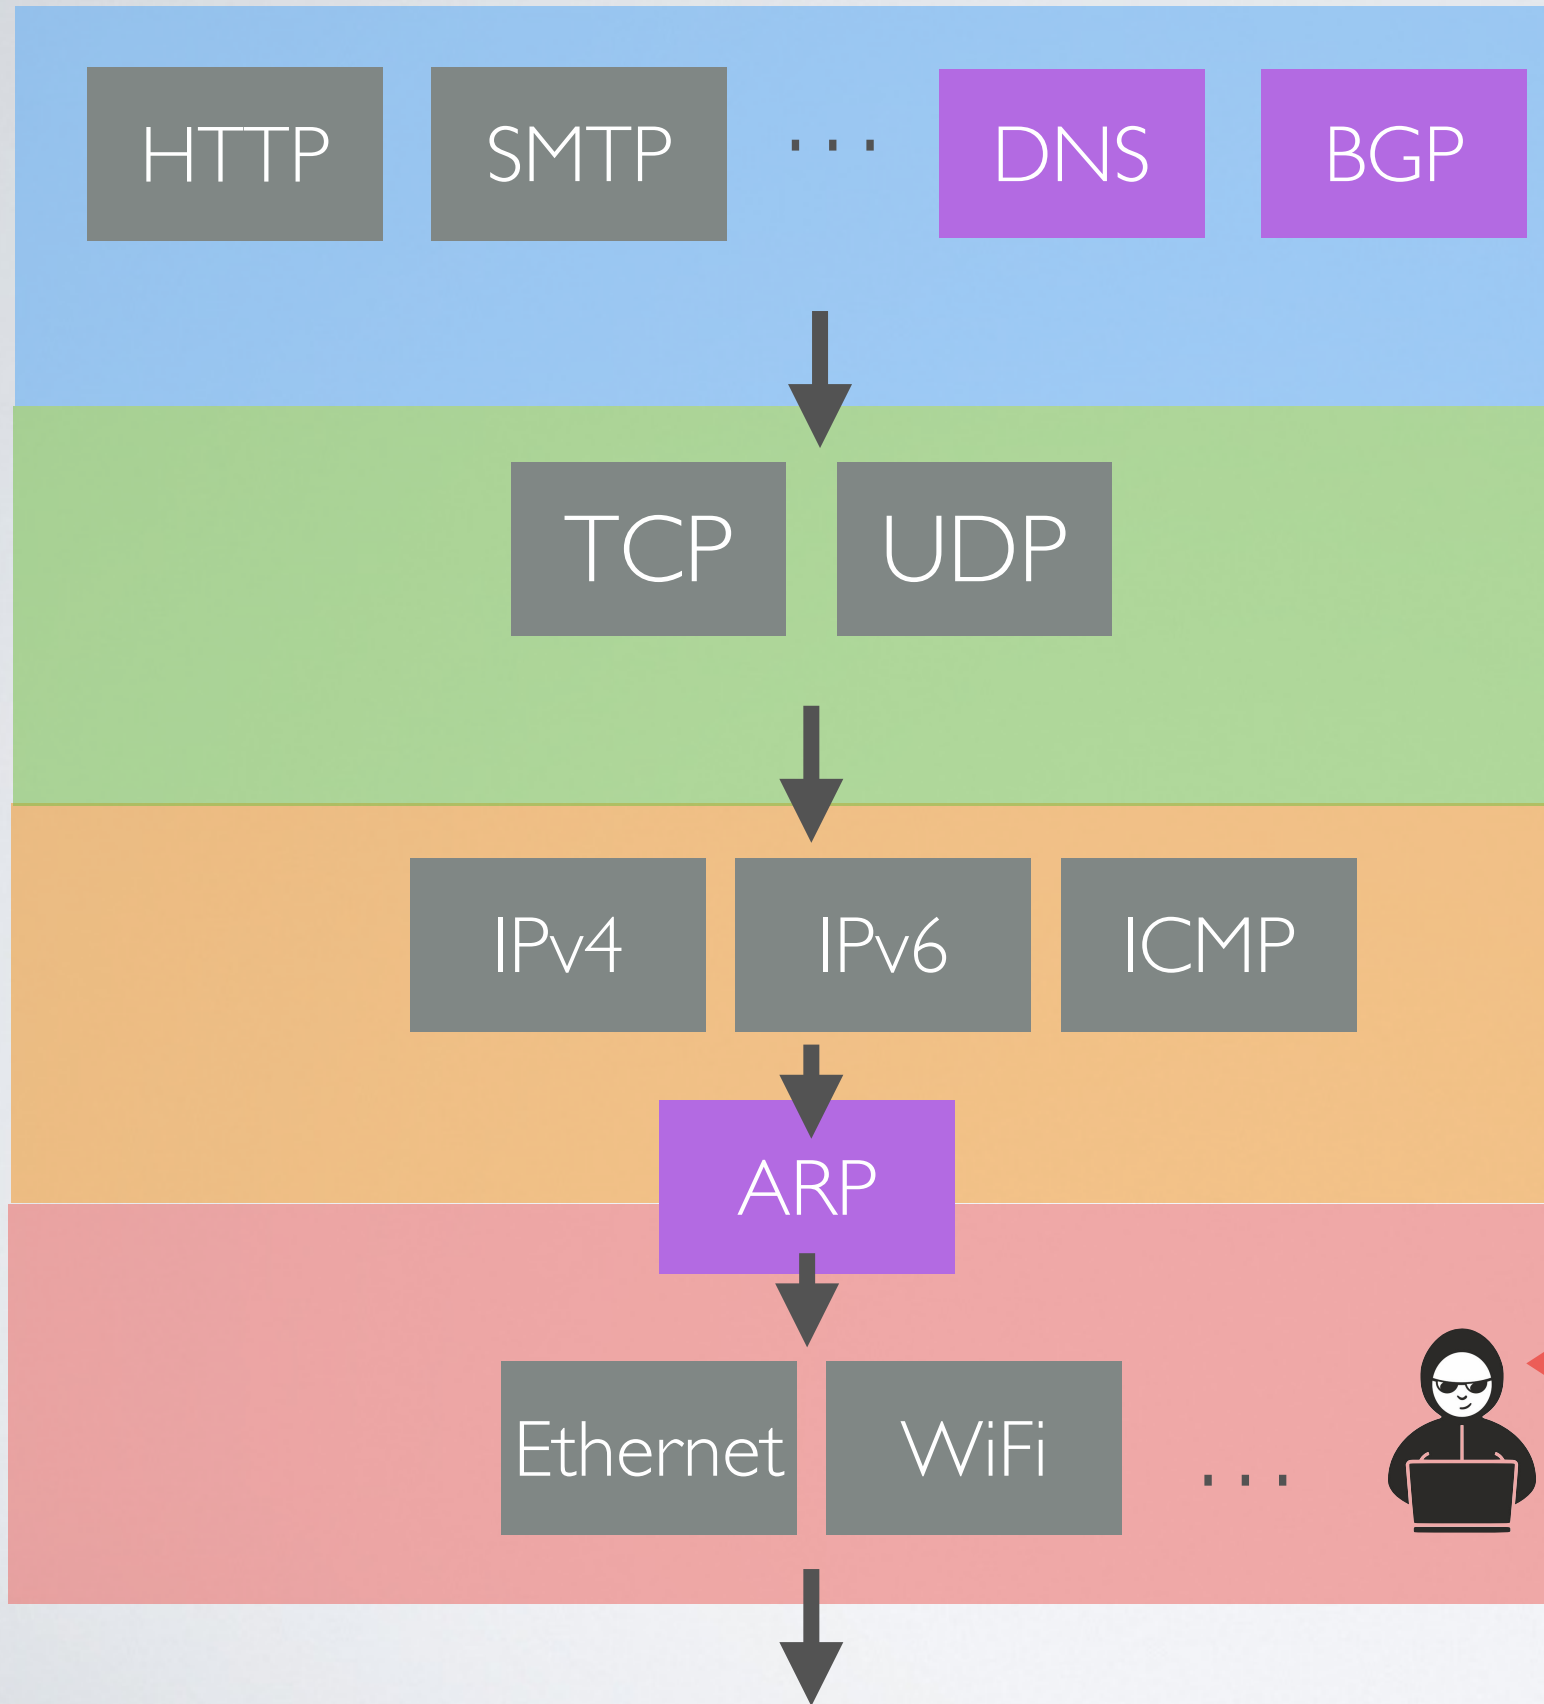 HTTP SMTP ... DNS BGP
TCP UDP
IPv4 IPv6 ICMP
ARP
Ethernet WiFi ...